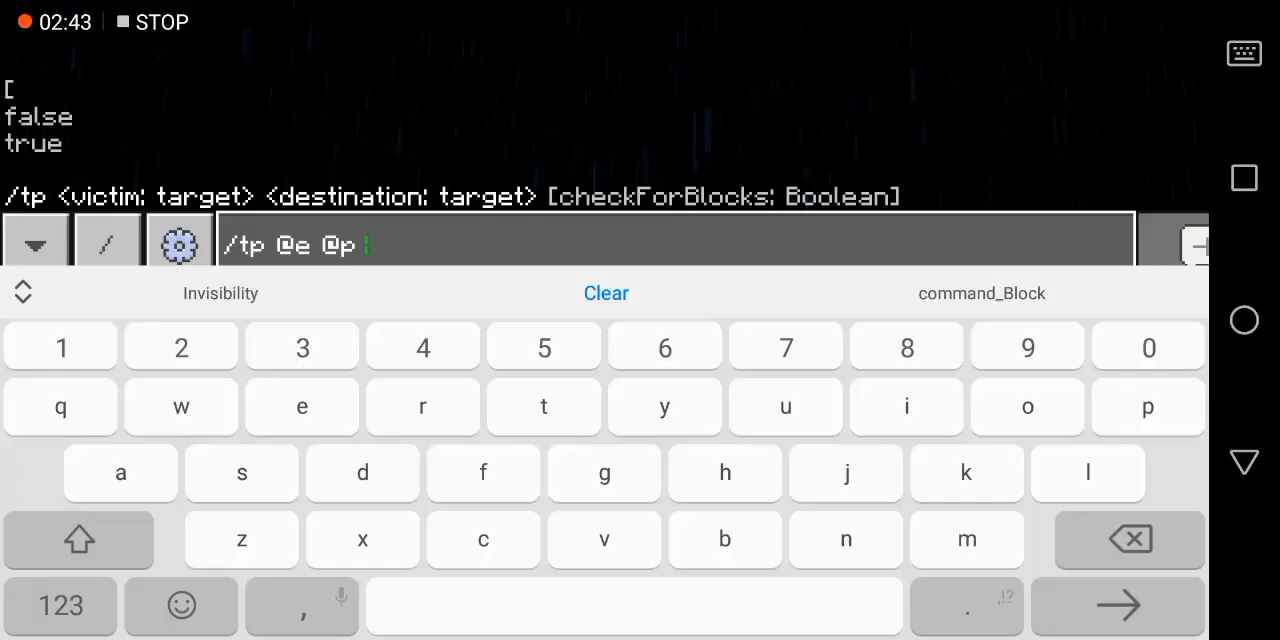 02:43 STOP
[
false
true
/tp <victim: target> <destination: target> [checkForBlocks: Boolean]
/ /tp @e @p
Invisibility Clear command_Block
1 2 3 4 5 6 7 8 9 0
q w e r t y u i o p
a s d f g h j k l
z x c v b n m
123 , . ,!?